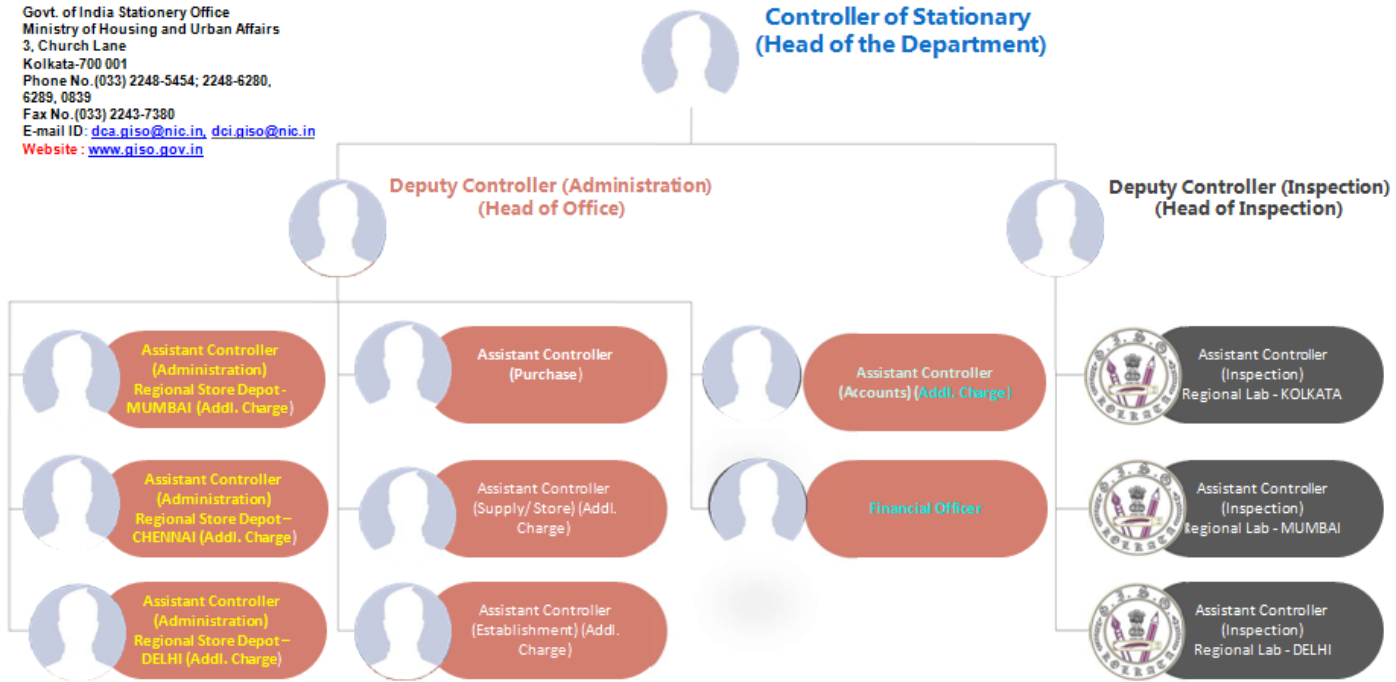 Govt. of India Stationery Office
Ministry of Housing and Urban Affairs
3, Church Lane
Kolkata-700 001
Phone No.(033) 2248-5454; 2248-6280,
6289, 0839
Fax No.(033) 2243-7380
E-mail ID: dca.giso@nic.in, dci.giso@nic.in
Website : www.giso.gov.in
Controller of Stationary
(Head of the Department)
Deputy Controller (Administration)
(Head of Office)
Deputy Controller (Inspection)
(Head of Inspection)
Assistant Controller
(Administration)
Regional Store Depot-
MUMBAI (Addl. Charge)
Assistant Controller
(Purchase)
Assistant Controller
(Accounts) (Addl. Charge)
G.I.S.O.
KOLKATA
Assistant Controller
(Inspection)
Regional Lab - KOLKATA
Assistant Controller
(Administration)
Regional Store Depot–
CHENNAI (Addl. Charge)
Assistant Controller
(Supply/ Store) (Addl.
Charge)
Financial Officer
G.I.S.O.
KOLKATA
Assistant Controller
(Inspection)
Regional Lab - MUMBAI
Assistant Controller
(Administration)
Regional Store Depot–
DELHI (Addl. Charge)
Assistant Controller
(Establishment) (Addl.
Charge)
G.I.S.O.
KOLKATA
Assistant Controller
(Inspection)
Regional Lab - DELHI